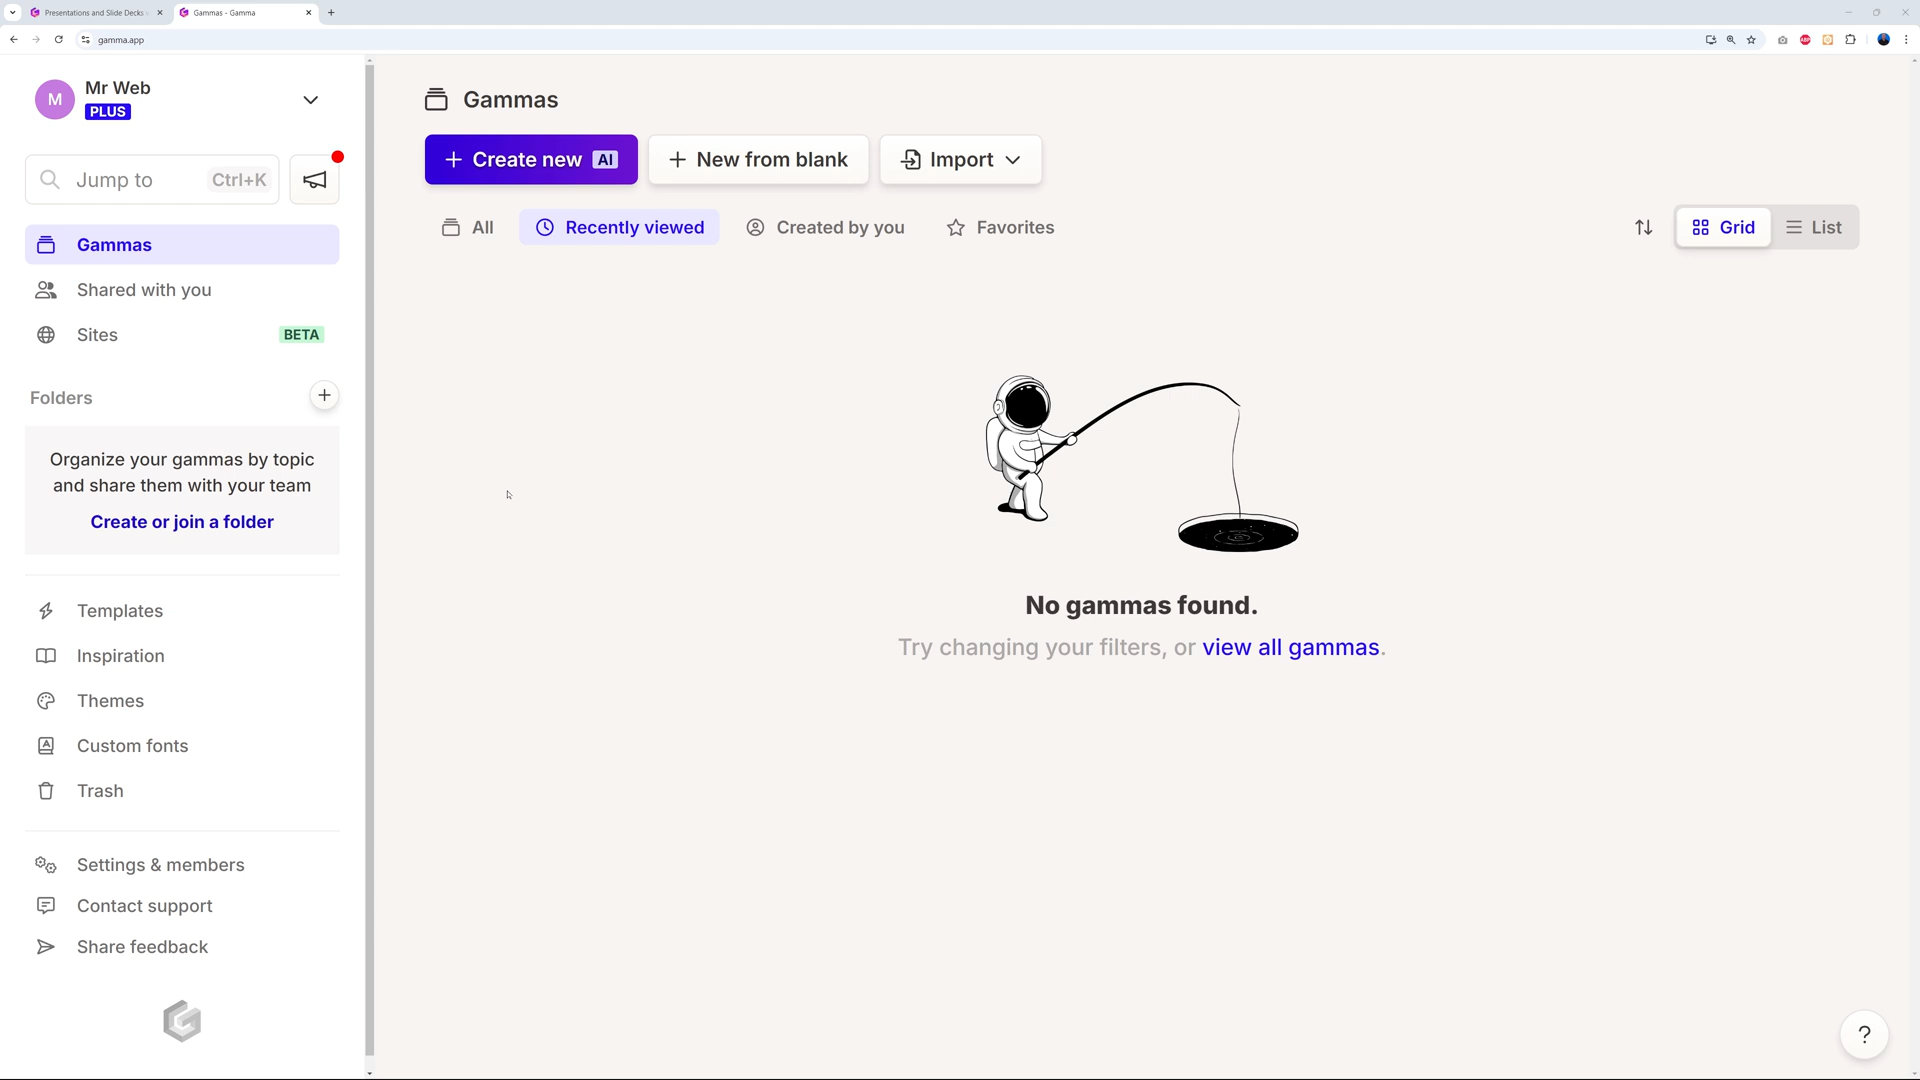 Presentations and Slide Decks
Gammas - Gamma
gamma.app
M
Mr Web
PLUS
Jump to
Ctrl+K
Gammas
Shared with you
Sites
BETA
Folders
Organize your gammas by topic
and share them with your team
Create or join a folder
Templates
Inspiration
Themes
Custom fonts
Trash
Settings & members
Contact support
Share feedback
Gammas
Create new AI
New from blank
Import
All
Recently viewed
Created by you
Favorites
Grid
List
No gammas found.
Try changing your filters, or view all gammas.
?